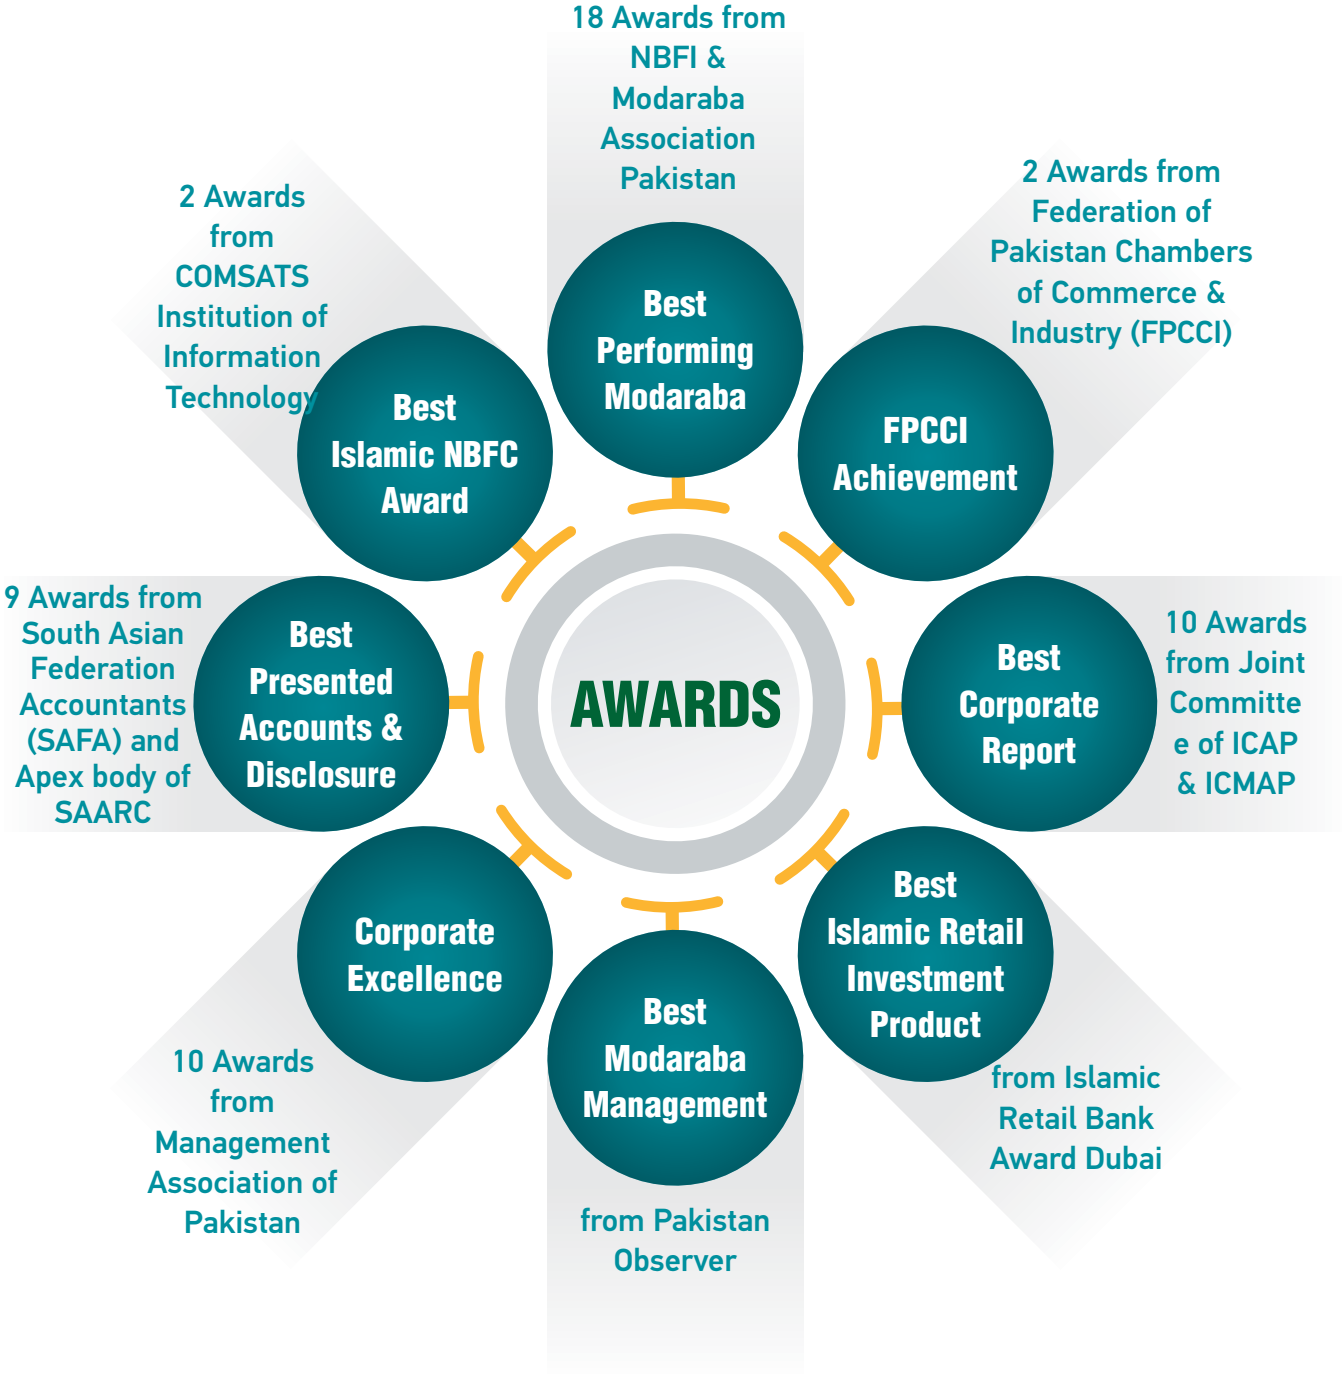 18 Awards from
NBFI &
Modaraba
Association
Pakistan
Best
Performing
Modaraba
2 Awards from
Federation of
Pakistan Chambers
of Commerce &
Industry (FPCCI)
FPCCI
Achievement
10 Awards
from Joint
Committe
e of ICAP
& ICMAP
Best
Corporate
Report
Best
Islamic Retail
Investment
Product
from Islamic
Retail Bank
Award Dubai
Best
Modaraba
Management
from Pakistan
Observer
Corporate
Excellence
10 Awards
from
Management
Association of
Pakistan
9 Awards from
South Asian
Federation
Accountants
(SAFA) and
Apex body of
SAARC
Best
Presented
Accounts &
Disclosure
2 Awards
from
COMSATS
Institution of
Information
Technology
Best
Islamic NBFC
Award
AWARDS